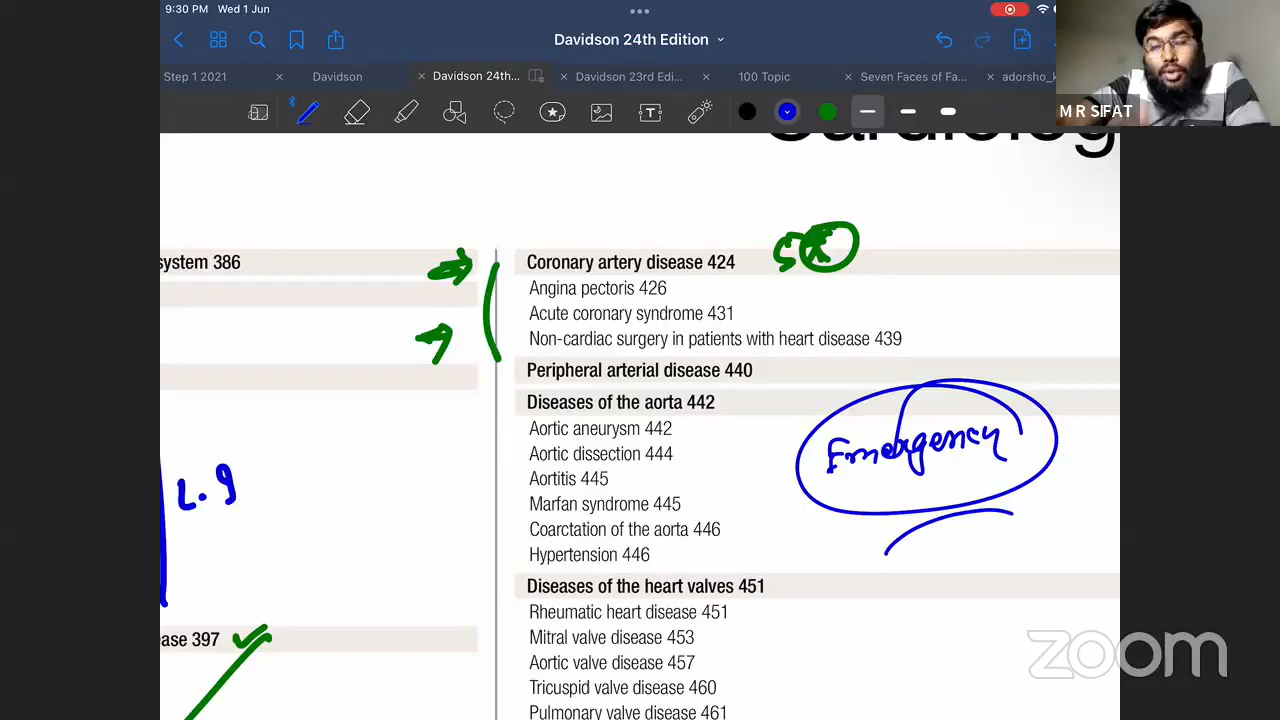 9:30 PM Wed 1 Jun
Davidson 24th Edition
Step 1 2021
Davidson
Davidson 24th...
Davidson 23rd Edi...
100 Topic
Seven Faces of Fa...
adorsho_k
M R SIFAT
system 386
ease 397
L.
Coronary artery disease 424
Angina pectoris 426
Acute coronary syndrome 431
Non-cardiac surgery in patients with heart disease 439
Peripheral arterial disease 440
Diseases of the aorta 442
Aortic aneurysm 442
Aortic dissection 444
Aortitis 445
Marfan syndrome 445
Coarctation of the aorta 446
Hypertension 446
Emergency
Diseases of the heart valves 451
Rheumatic heart disease 451
Mitral valve disease 453
Aortic valve disease 457
Tricuspid valve disease 460
Pulmonary valve disease 461
zoom